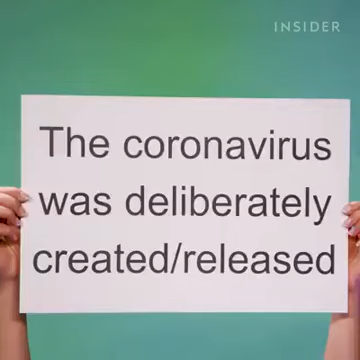 INSIDER
The coronavirus
was deliberately
created/released